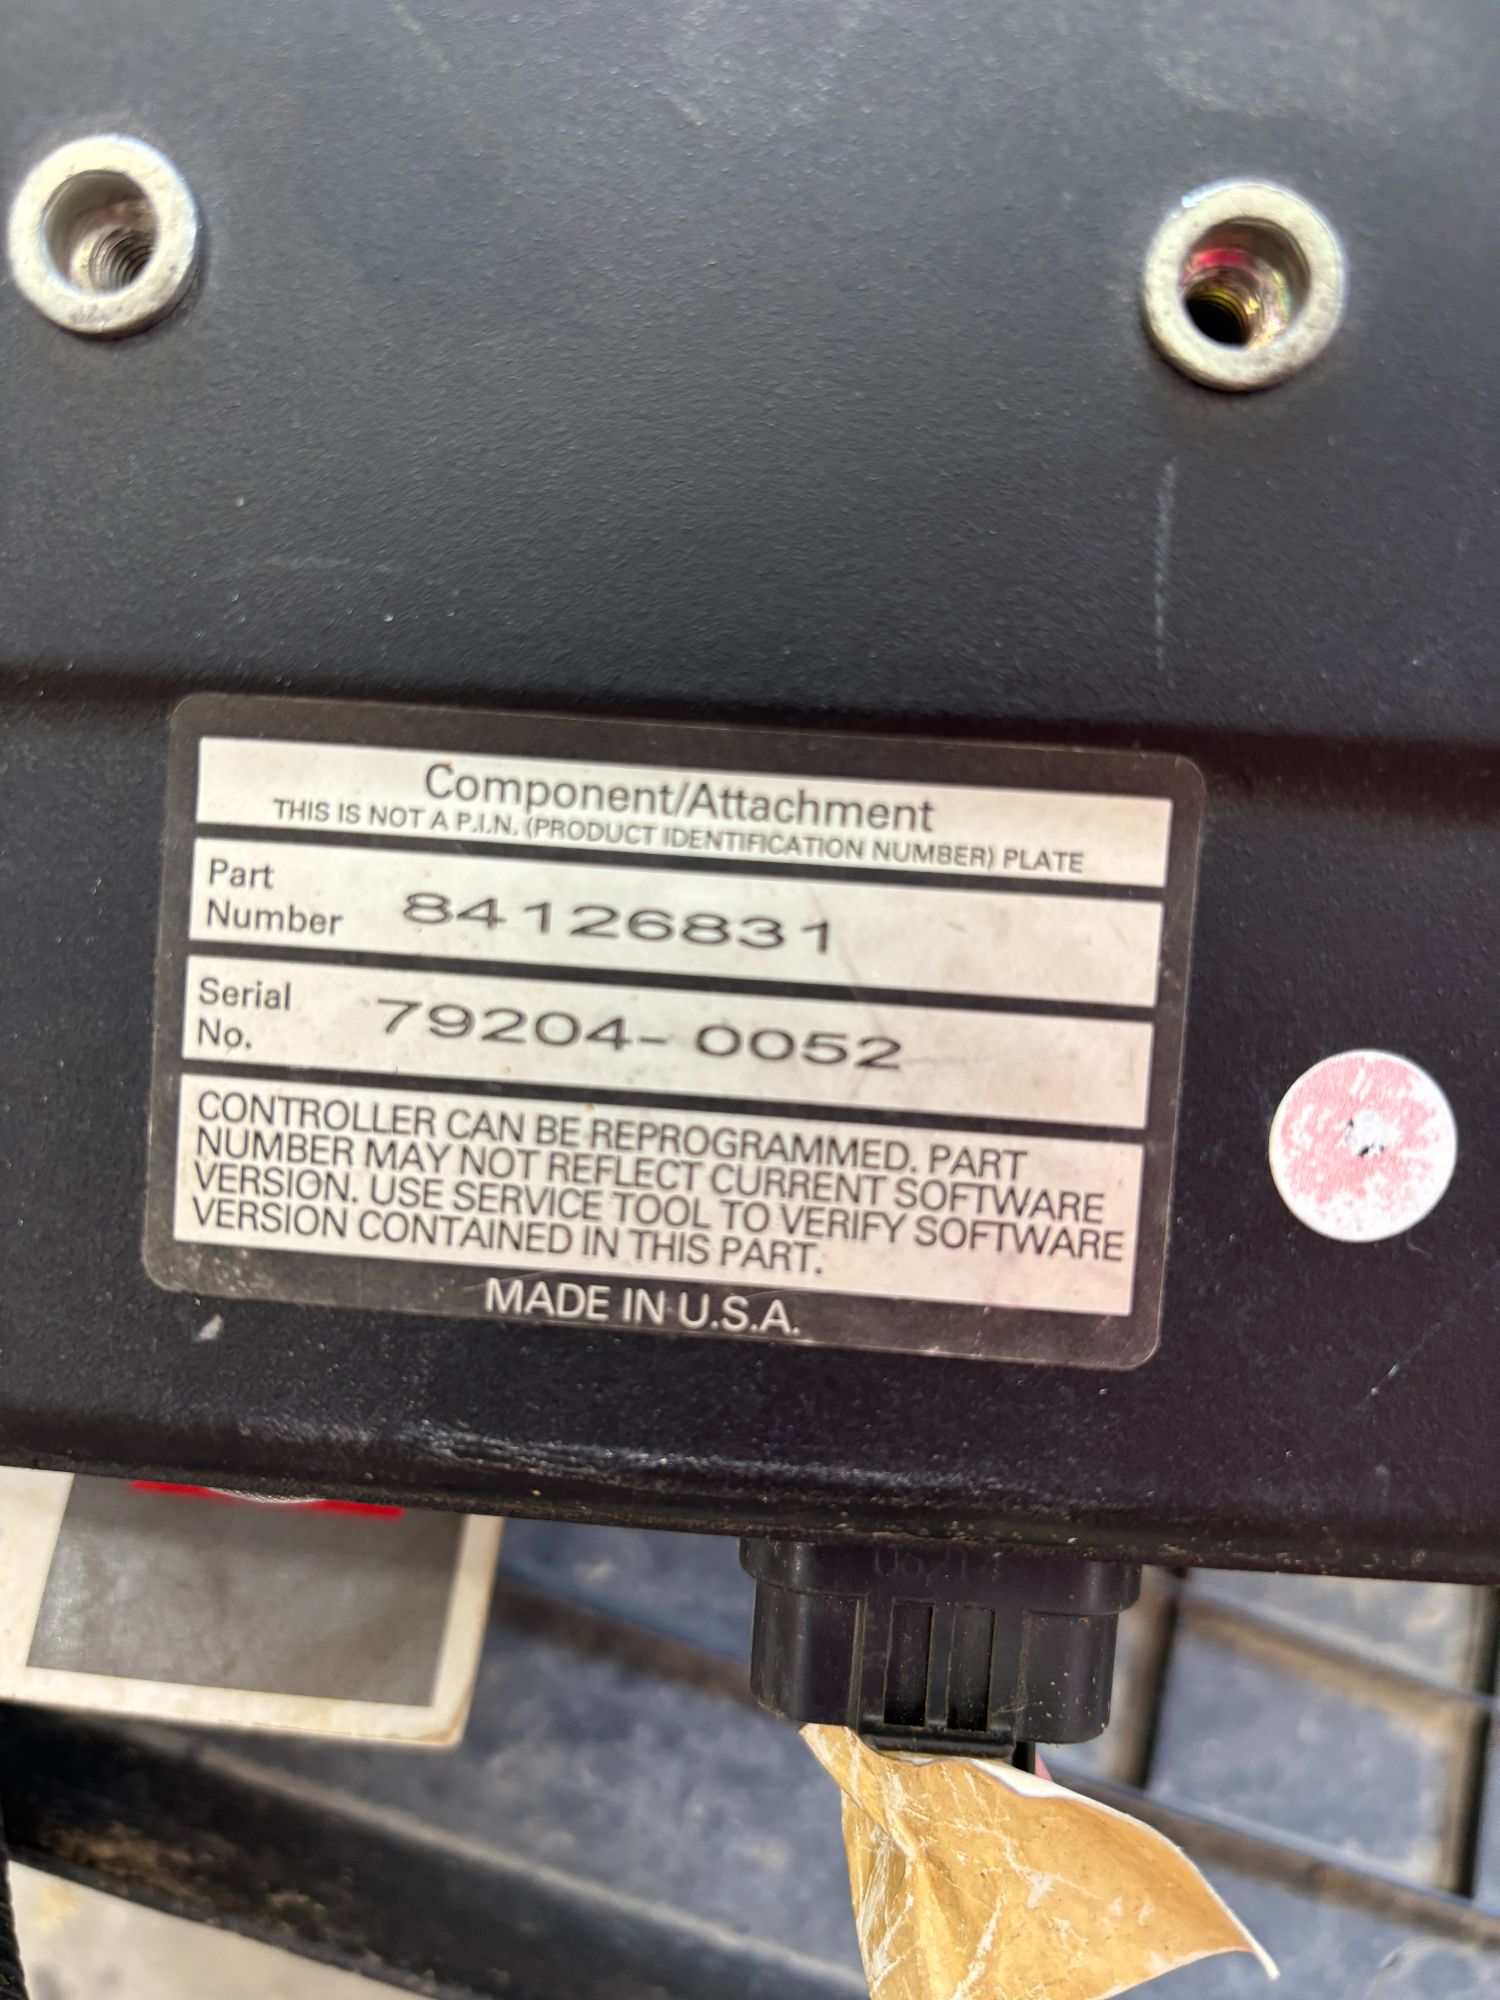 Component/Attachment
THIS IS NOT A P.I.N. (PRODUCT IDENTIFICATION NUMBER) PLATE
Part
Number 84126831
Serial
No. 79204-0052
CONTROLLER CAN BE REPROGRAMMED. PART
NUMBER MAY NOT REFLECT CURRENT SOFTWARE
VERSION. USE SERVICE TOOL TO VERIFY SOFTWARE
VERSION CONTAINED IN THIS PART.
MADE IN U.S.A.